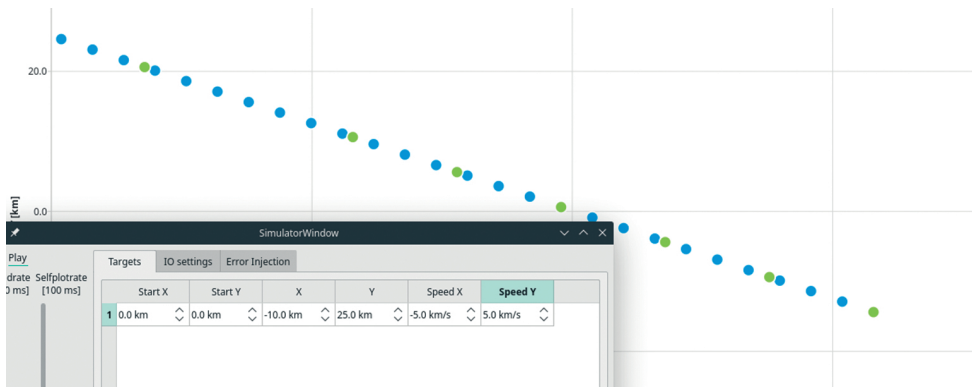 20.0
0.0
[km]
SimulatorWindow
Play
drate Selfplotrate
0 ms] [100 ms]
Targets IO settings Error Injection
Start X Start Y X Y Speed X Speed Y
1 0.0 km 0.0 km -10.0 km 25.0 km -5.0 km/s 5.0 km/s